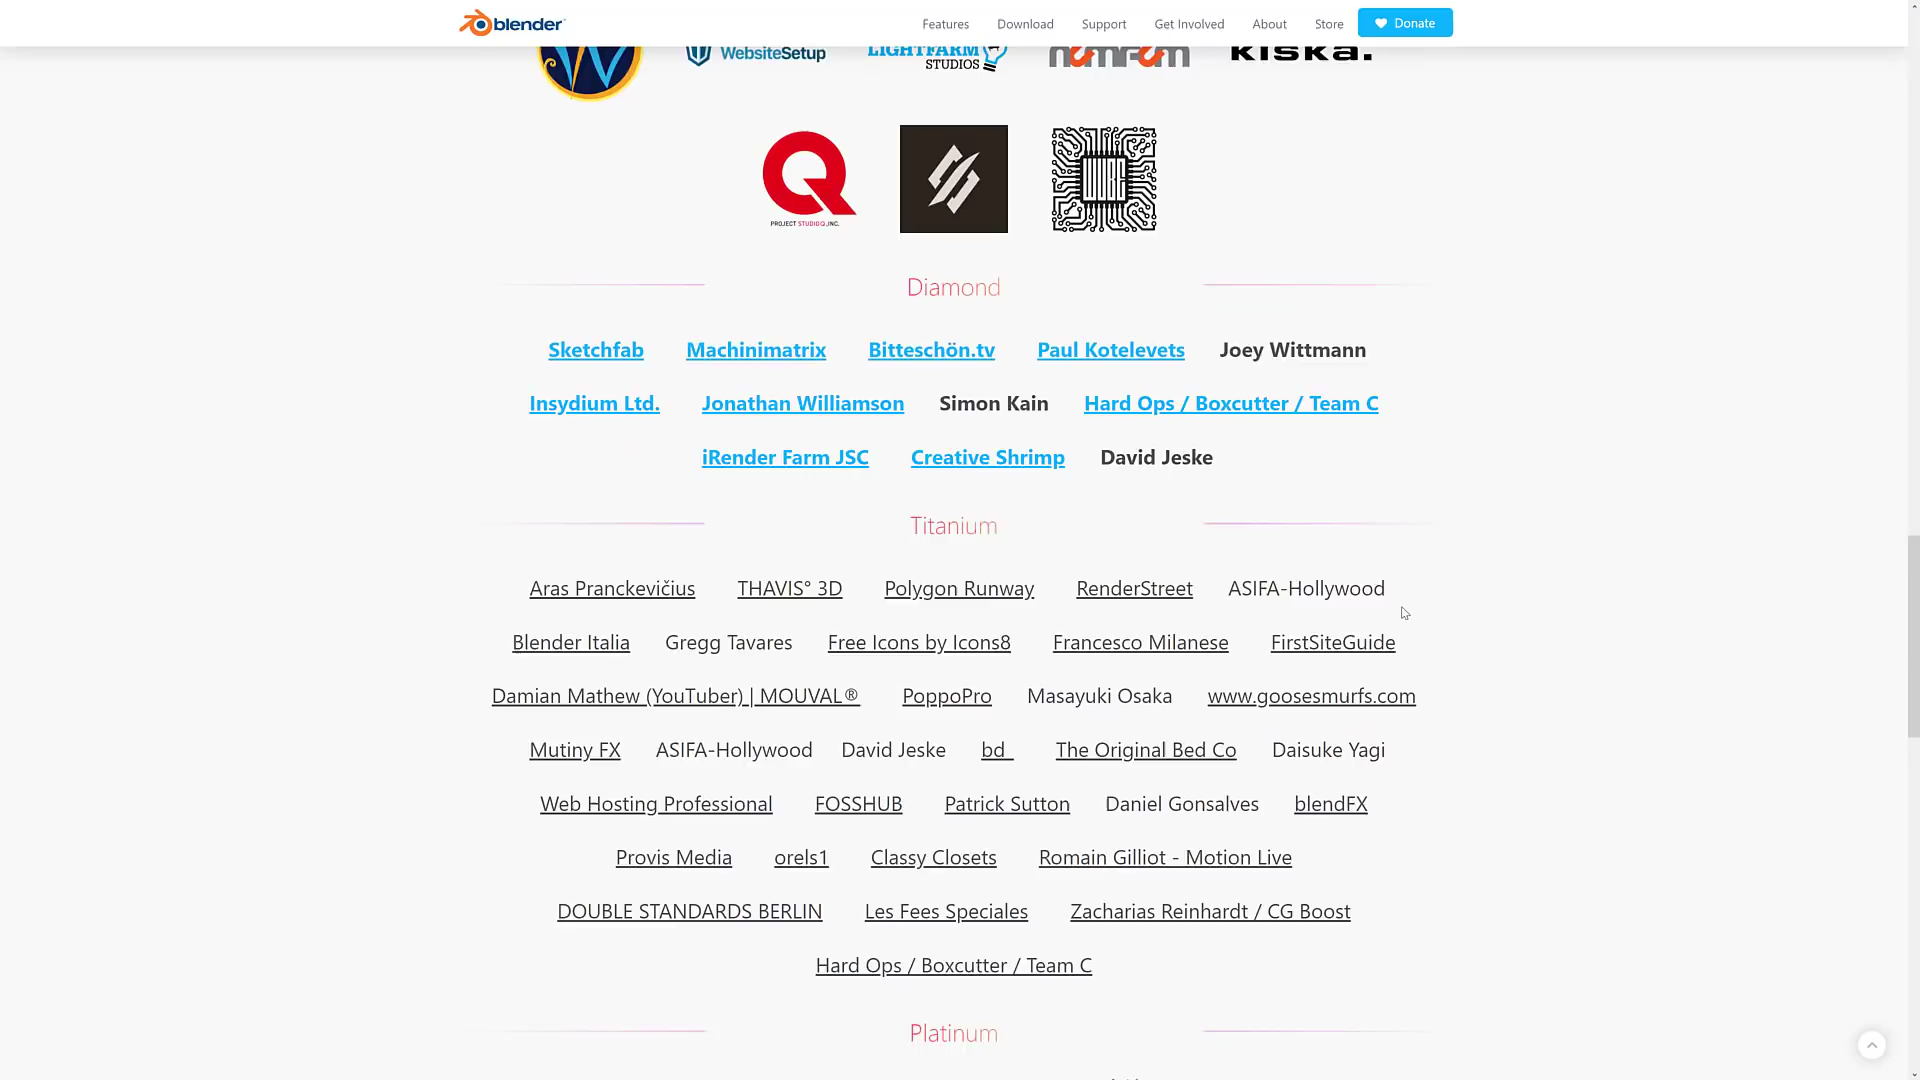 blender Features Download Support Get Involved About Store Donate
WebsiteSetup LIGHTFARM STUDIOS kiska.
PROJECT STUDIO Q, INC.
Diamond
Sketchfab Machinimatrix Bitteschön.tv Paul Kotelevets Joey Wittmann
Insydium Ltd. Jonathan Williamson Simon Kain Hard Ops / Boxcutter / Team C
iRender Farm JSC Creative Shrimp David Jeske
Titanium
Aras Pranckevičius THAVIS° 3D Polygon Runway RenderStreet ASIFA-Hollywood
Blender Italia Gregg Tavares Free Icons by Icons8 Francesco Milanese FirstSiteGuide
Damian Mathew (YouTuber) | MOUVAL® PoppoPro Masayuki Osaka www.goosesmurfs.com
Mutiny FX ASIFA-Hollywood David Jeske bd_ The Original Bed Co Daisuke Yagi
Web Hosting Professional FOSSHUB Patrick Sutton Daniel Gonsalves blendFX
Provis Media orels1 Classy Closets Romain Gilliot - Motion Live
DOUBLE STANDARDS BERLIN Les Fees Speciales Zacharias Reinhardt / CG Boost
Hard Ops / Boxcutter / Team C
Platinum